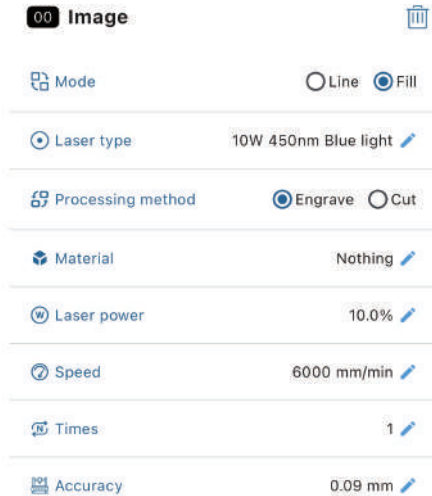 00 Image
Mode Line Fill
Laser type 10W 450nm Blue light
Processing method Engrave Cut
Material Nothing
W Laser power 10.0%
Speed 6000 mm/min
N Times 1
Accuracy 0.09 mm